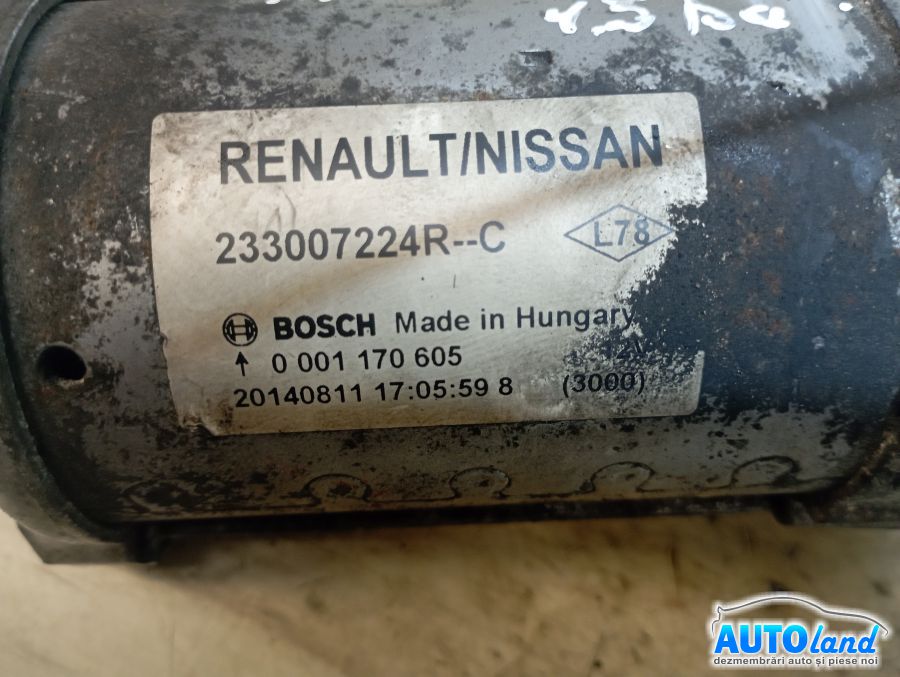 RENAULT/NISSAN
233007224R--C L78
BOSCH Made in Hungary
↑ 0 001 170 605 12V
20140811 17:05:59 8 (3000)
AUTOland
dezmembrări auto și piese noi